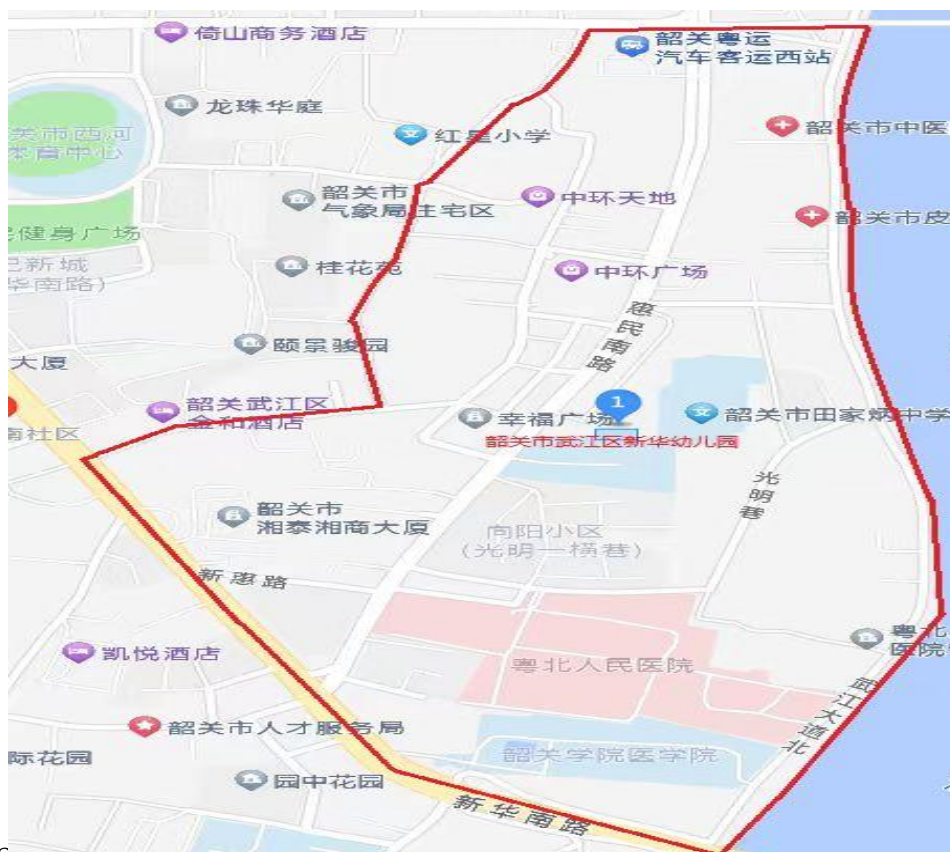 倚山商务酒店
韶关粤运
汽车客运西站
龙珠华庭
关市西河
体育中心
红星小学
韶关市中医
韶关市
气象局住宅区
中环天地
韶关市皮
健身广场
新城
华南路)
桂花苑
中环广场
惠民南路
颐景骏园
大厦
韶关武江区
金和酒店
1
幸福广场
韶关市田家炳中学
韶关市武江区新华幼儿园
南社区
光明巷
韶关市
湘泰湘商大厦
向阳小区
(光明一横巷)
新惠路
粤北
医院
凯悦酒店
粤北人民医院
武江大道北
韶关市人才服务局
韶关学院医学院
际花园
园中花园
新华南路